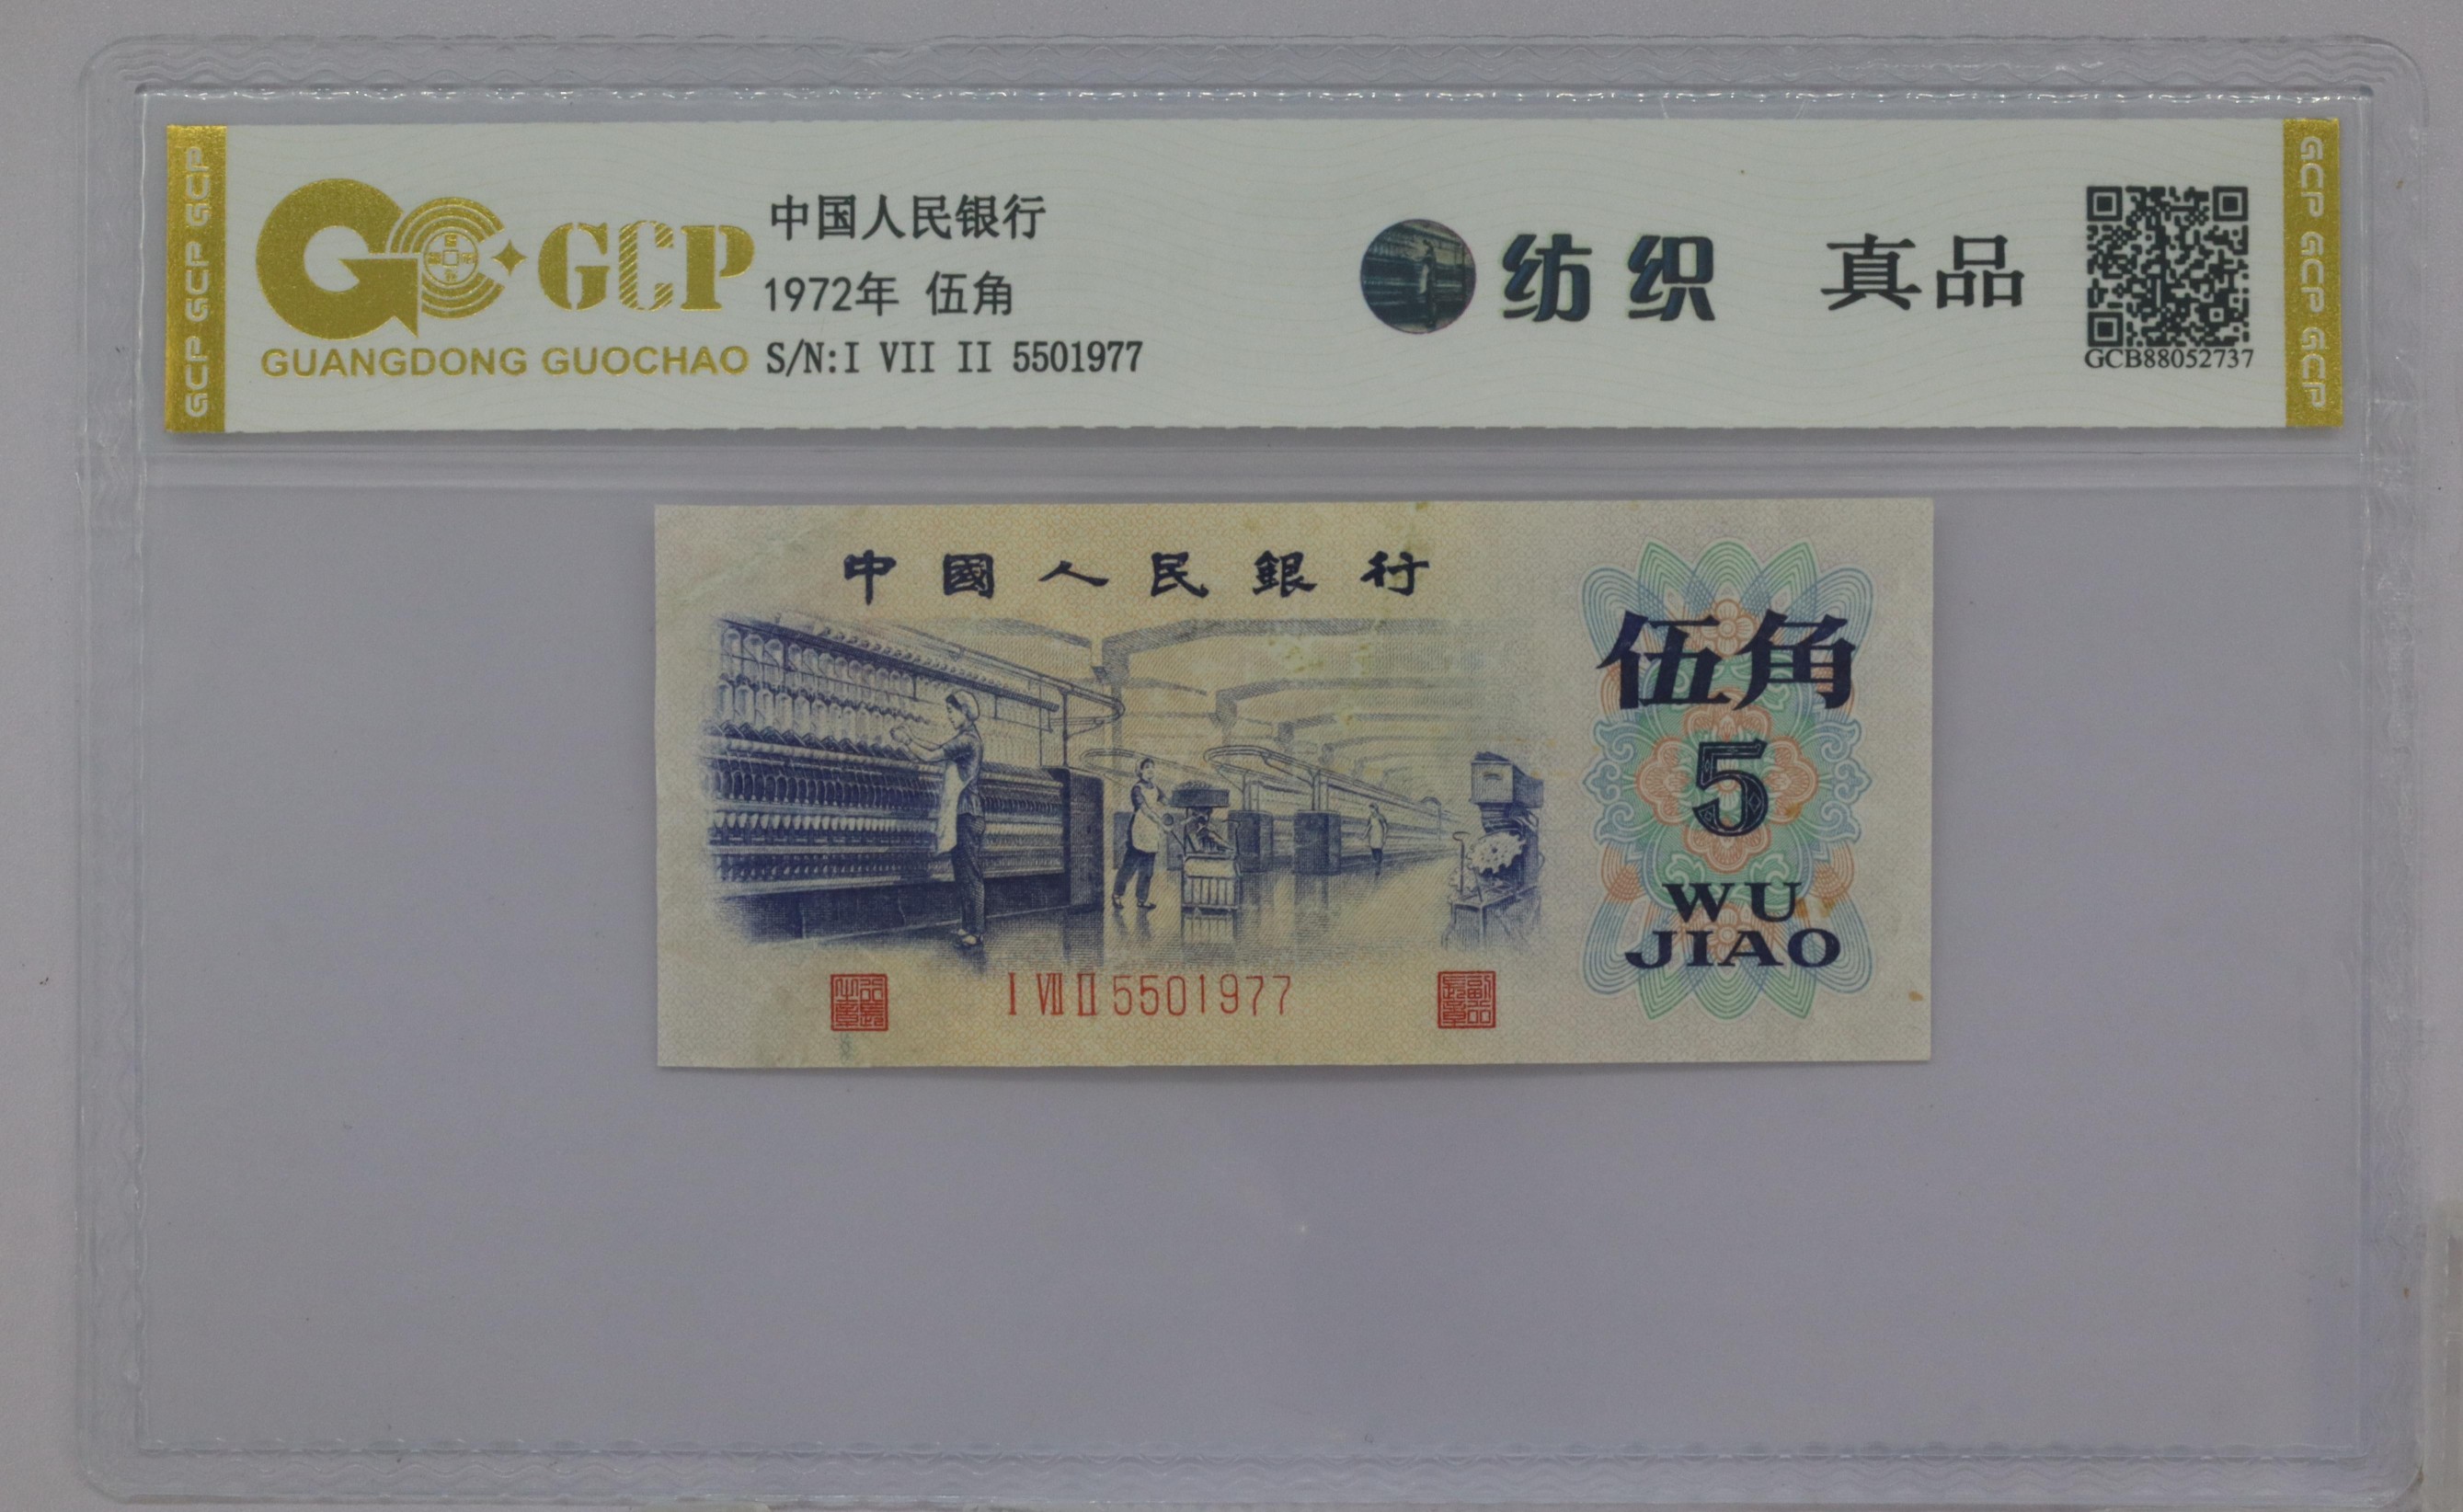 GCP GCP GCP
GCP
GUANGDONG GUOCHAO
中国人民银行
1972年 伍角
S/N:I VII II 5501977
纺织 真品
GCB88052737
GCP GCP GCP
中國人民銀行
伍角
5
WU
JIAO
I VII II 5501977